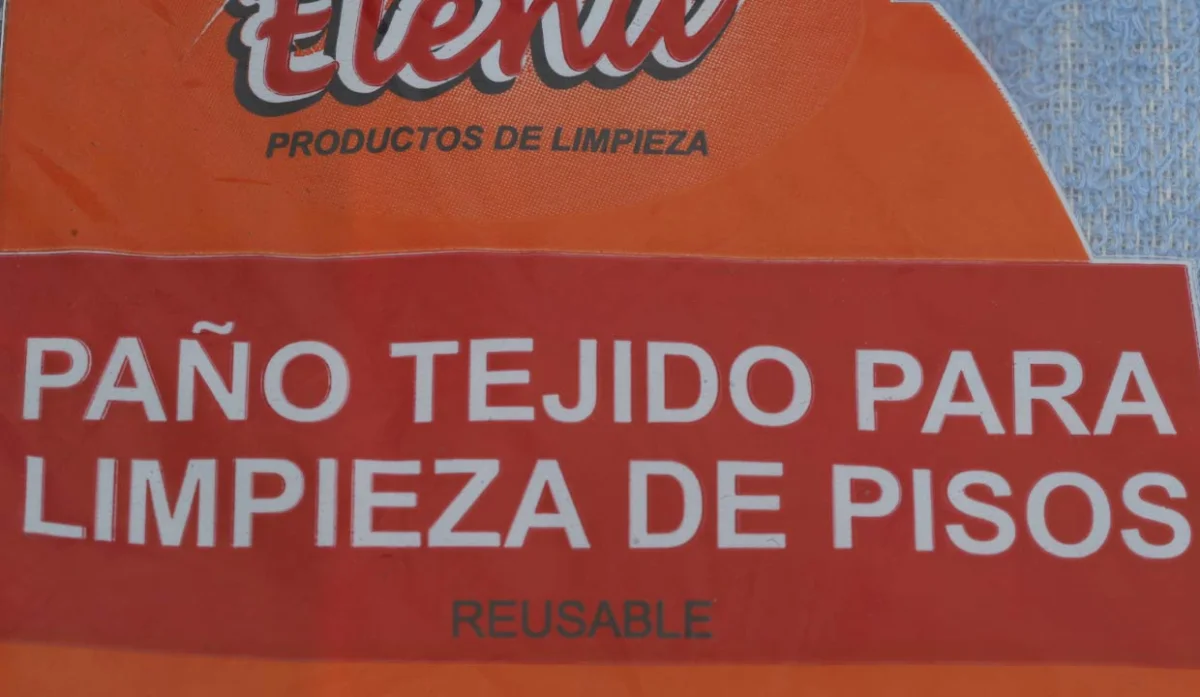 Elena
PRODUCTOS DE LIMPIEZA
PAÑO TEJIDO PARA
LIMPIEZA DE PISOS
REUSABLE